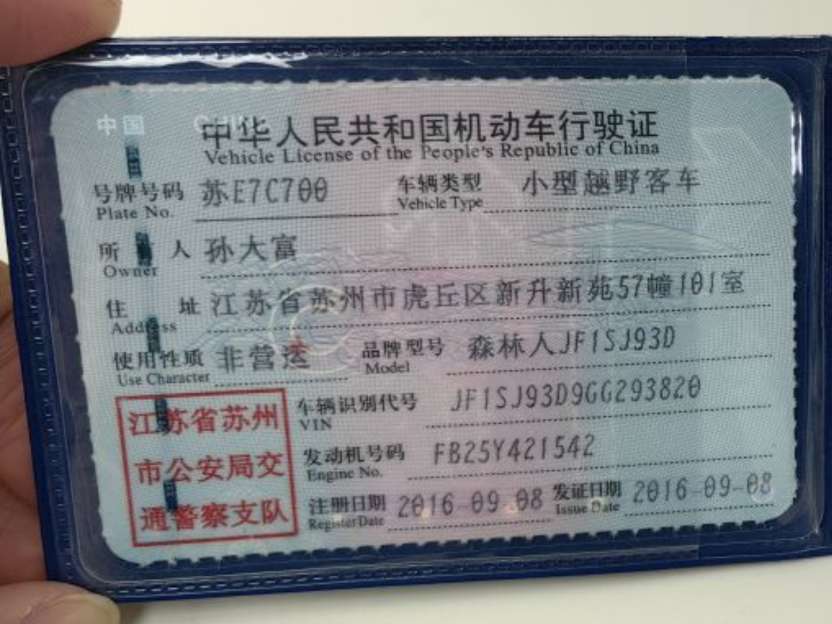 中国 CHINA
中华人民共和国机动车行驶证
Vehicle License of the People's Republic of China
号牌号码 苏E7C700 车辆类型 小型越野客车
Plate No. Vehicle Type
所 人 孙大富
Owner
住 址 江苏省苏州市虎丘区新升新苑57幢101室
Address
使用性质 非营运 品牌型号 森林人JF1SJ93D
Use Character Model
江苏省苏州 车辆识别代号 JF1SJ93D9GG293820
VIN
市公安局交 发动机号码 FB25Y421542
Engine No.
通警察支队 注册日期 2016-09-08 发证日期 2016-09-08
Register Date Issue Date